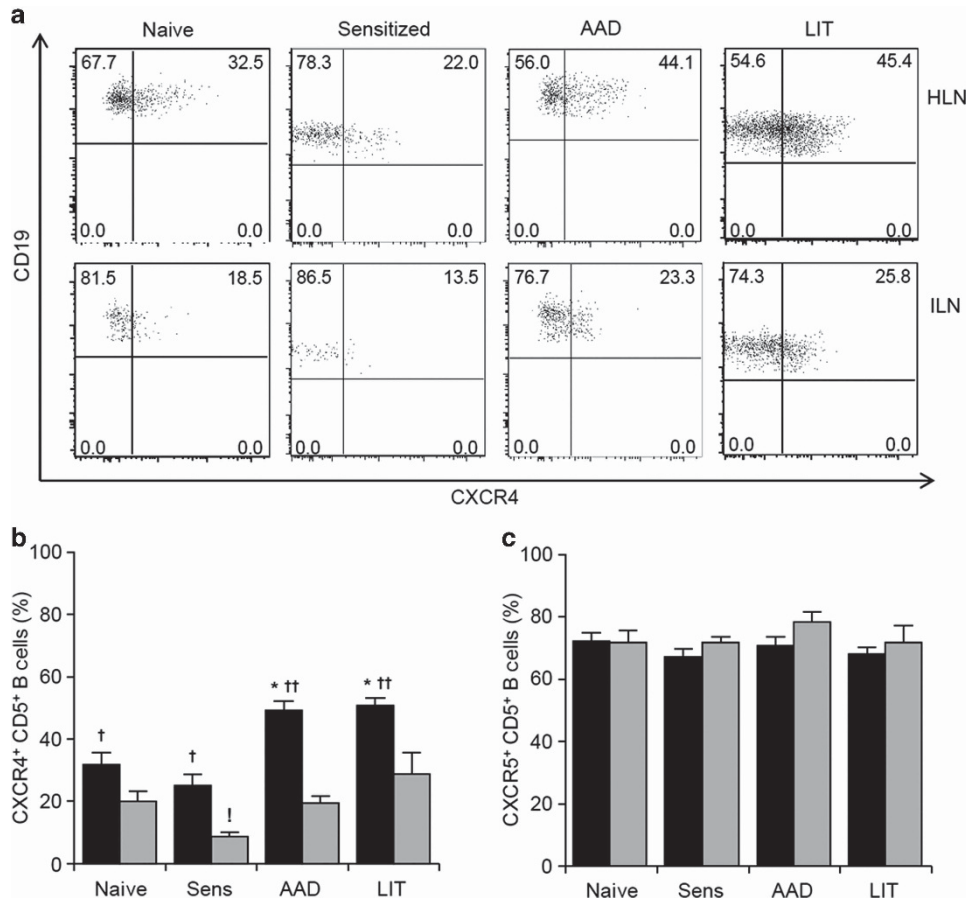 a
Naive Sensitized AAD LIT
67.7 32.5 78.3 22.0 56.0 44.1 54.6 45.4
HLN
0.0 0.0 0.0 0.0 0.0 0.0 0.0 0.0
CD19
81.5 18.5 86.5 13.5 76.7 23.3 74.3 25.8
ILN
0.0 0.0 0.0 0.0 0.0 0.0 0.0 0.0
CXCR4
b
CXCR4⁺ CD5⁺ B cells (%)
100
80
60
40
20
0
† † * †† * ††
!
Naive Sens AAD LIT
c
CXCR5⁺ CD5⁺ B cells (%)
100
80
60
40
20
0
Naive Sens AAD LIT